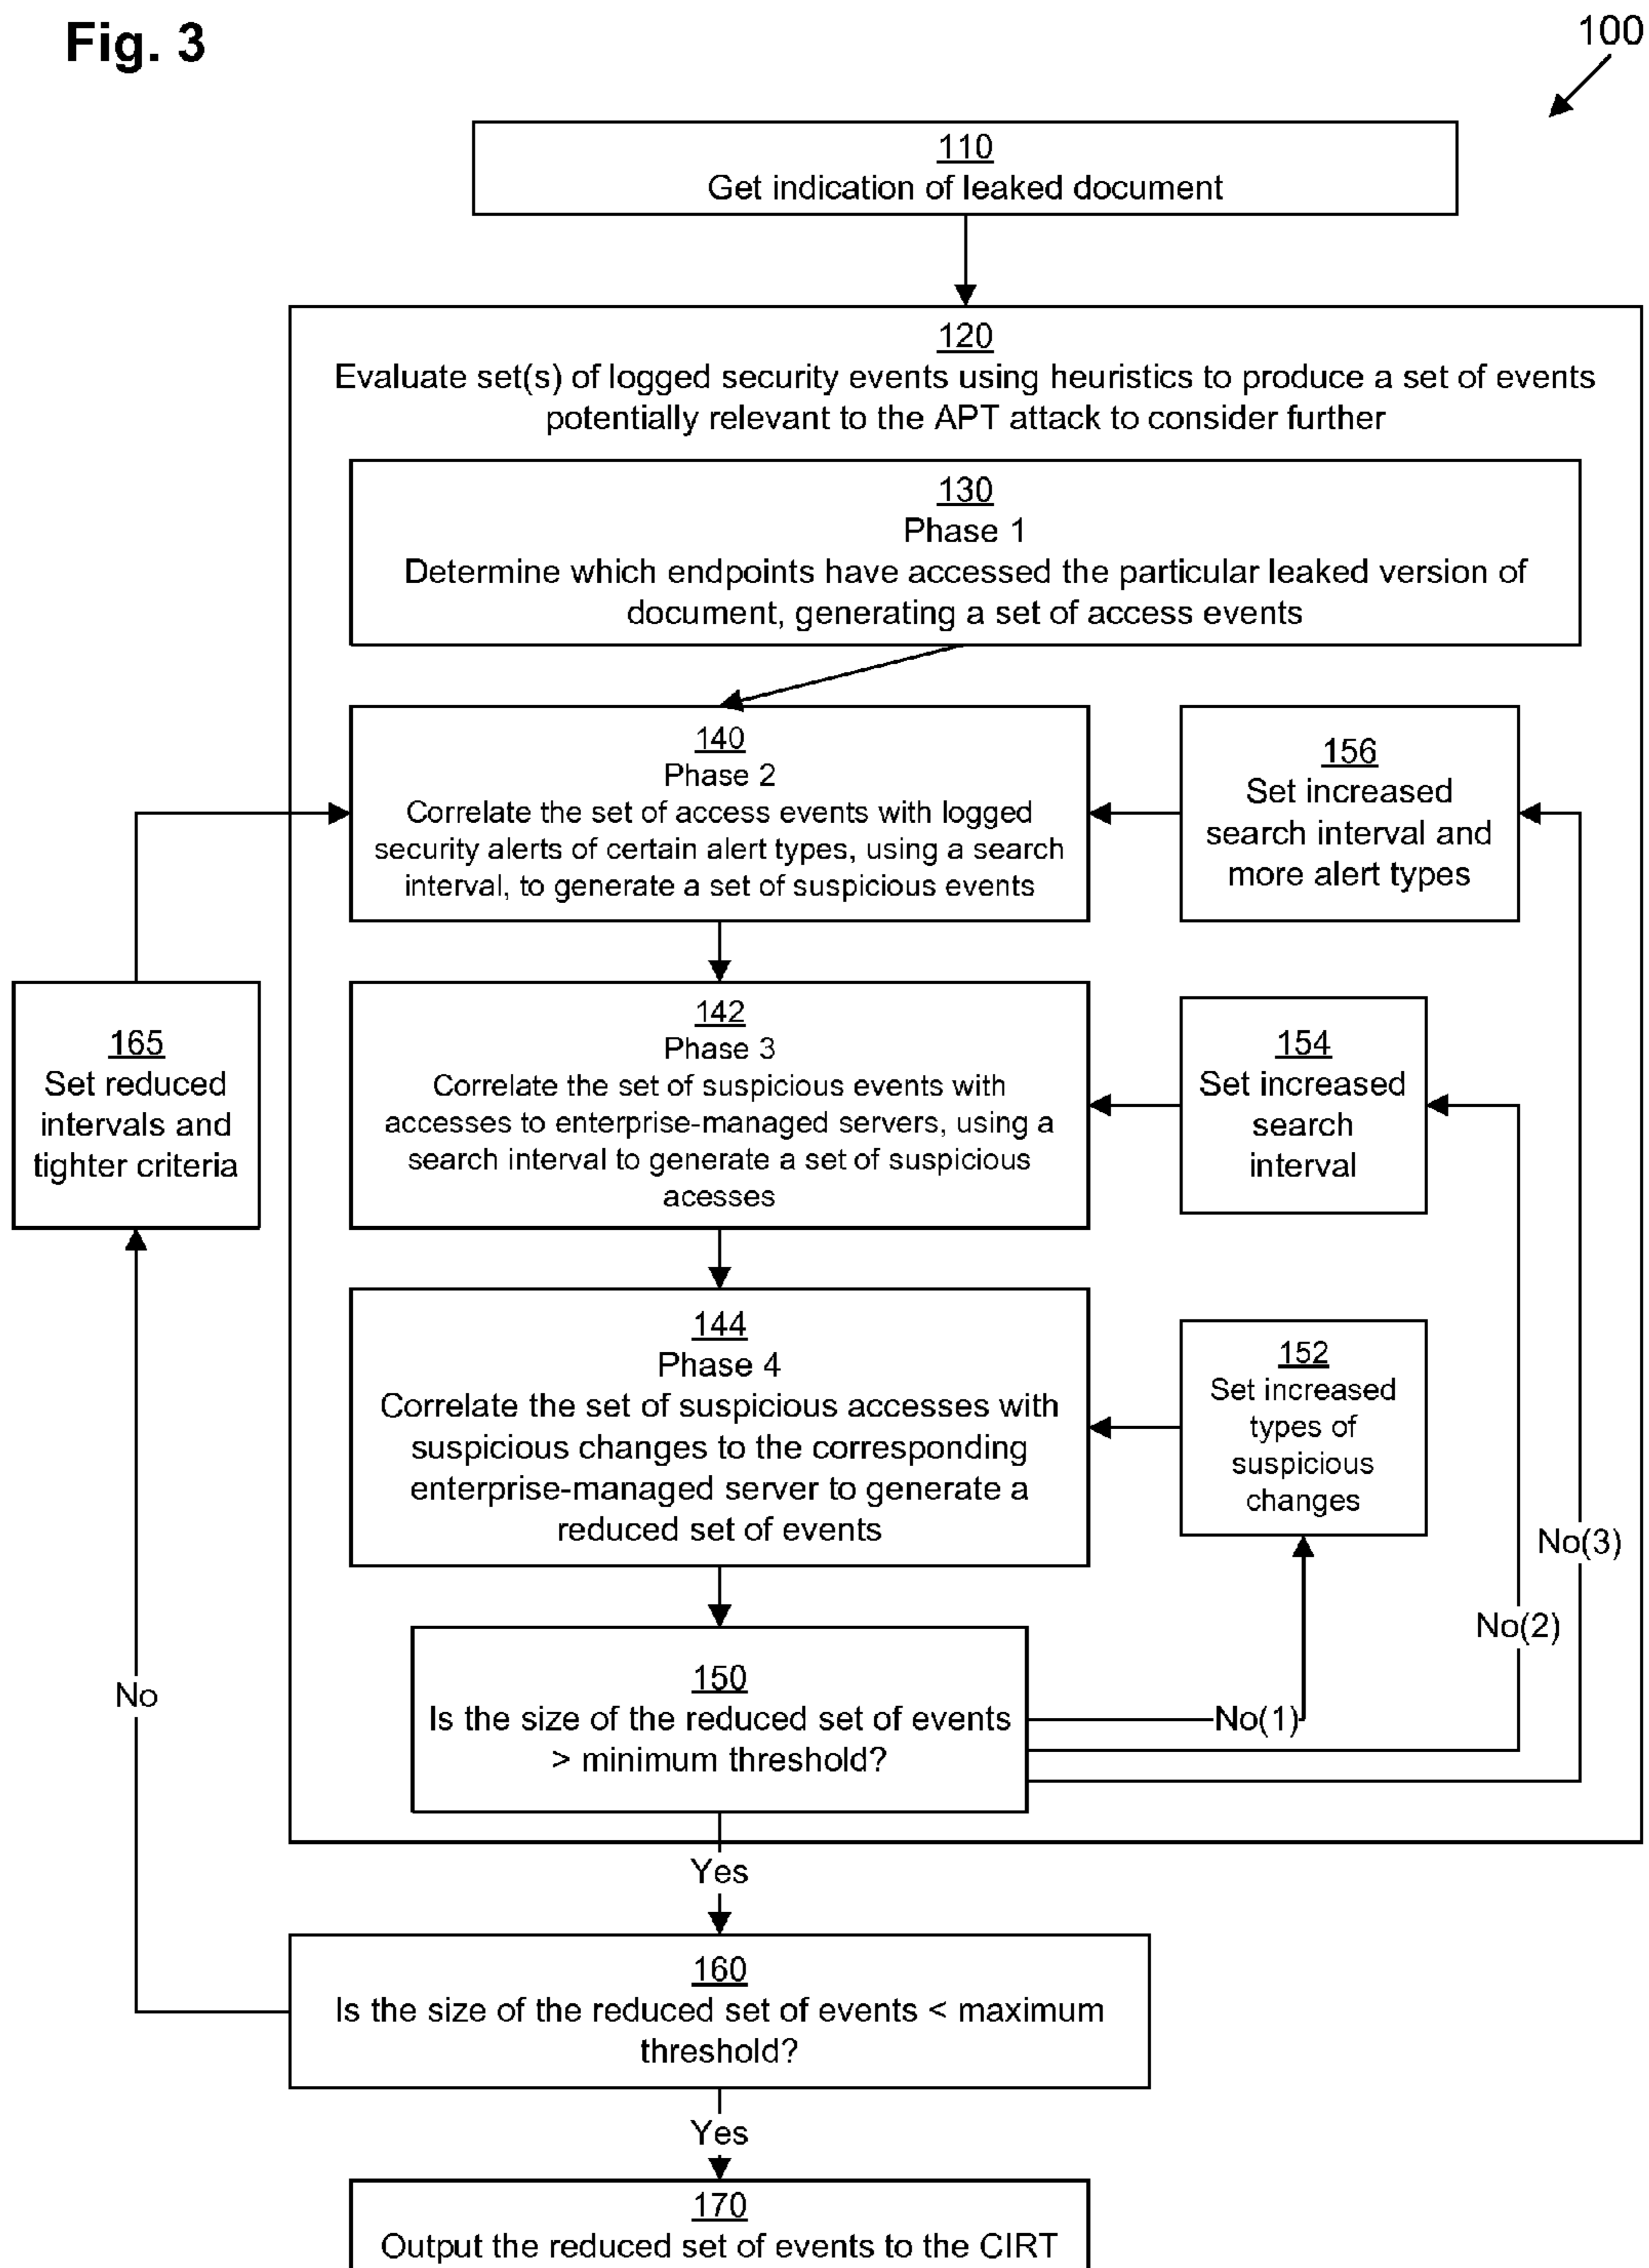 Fig. 3
100
110
Get indication of leaked document
120
Evaluate set(s) of logged security events using heuristics to produce a set of events
potentially relevant to the APT attack to consider further
130
Phase 1
Determine which endpoints have accessed the particular leaked version of
document, generating a set of access events
140
Phase 2
Correlate the set of access events with logged
security alerts of certain alert types, using a search
interval, to generate a set of suspicious events
156
Set increased
search interval and
more alert types
165
Set reduced
intervals and
tighter criteria
142
Phase 3
Correlate the set of suspicious events with
accesses to enterprise-managed servers, using a
search interval to generate a set of suspicious
acesses
154
Set increased
search
interval
144
Phase 4
Correlate the set of suspicious accesses with
suspicious changes to the corresponding
enterprise-managed server to generate a
reduced set of events
152
Set increased
types of
suspicious
changes
No(3)
No(2)
No(1)
150
Is the size of the reduced set of events
> minimum threshold?
No
Yes
160
Is the size of the reduced set of events < maximum
threshold?
Yes
170
Output the reduced set of events to the CIRT